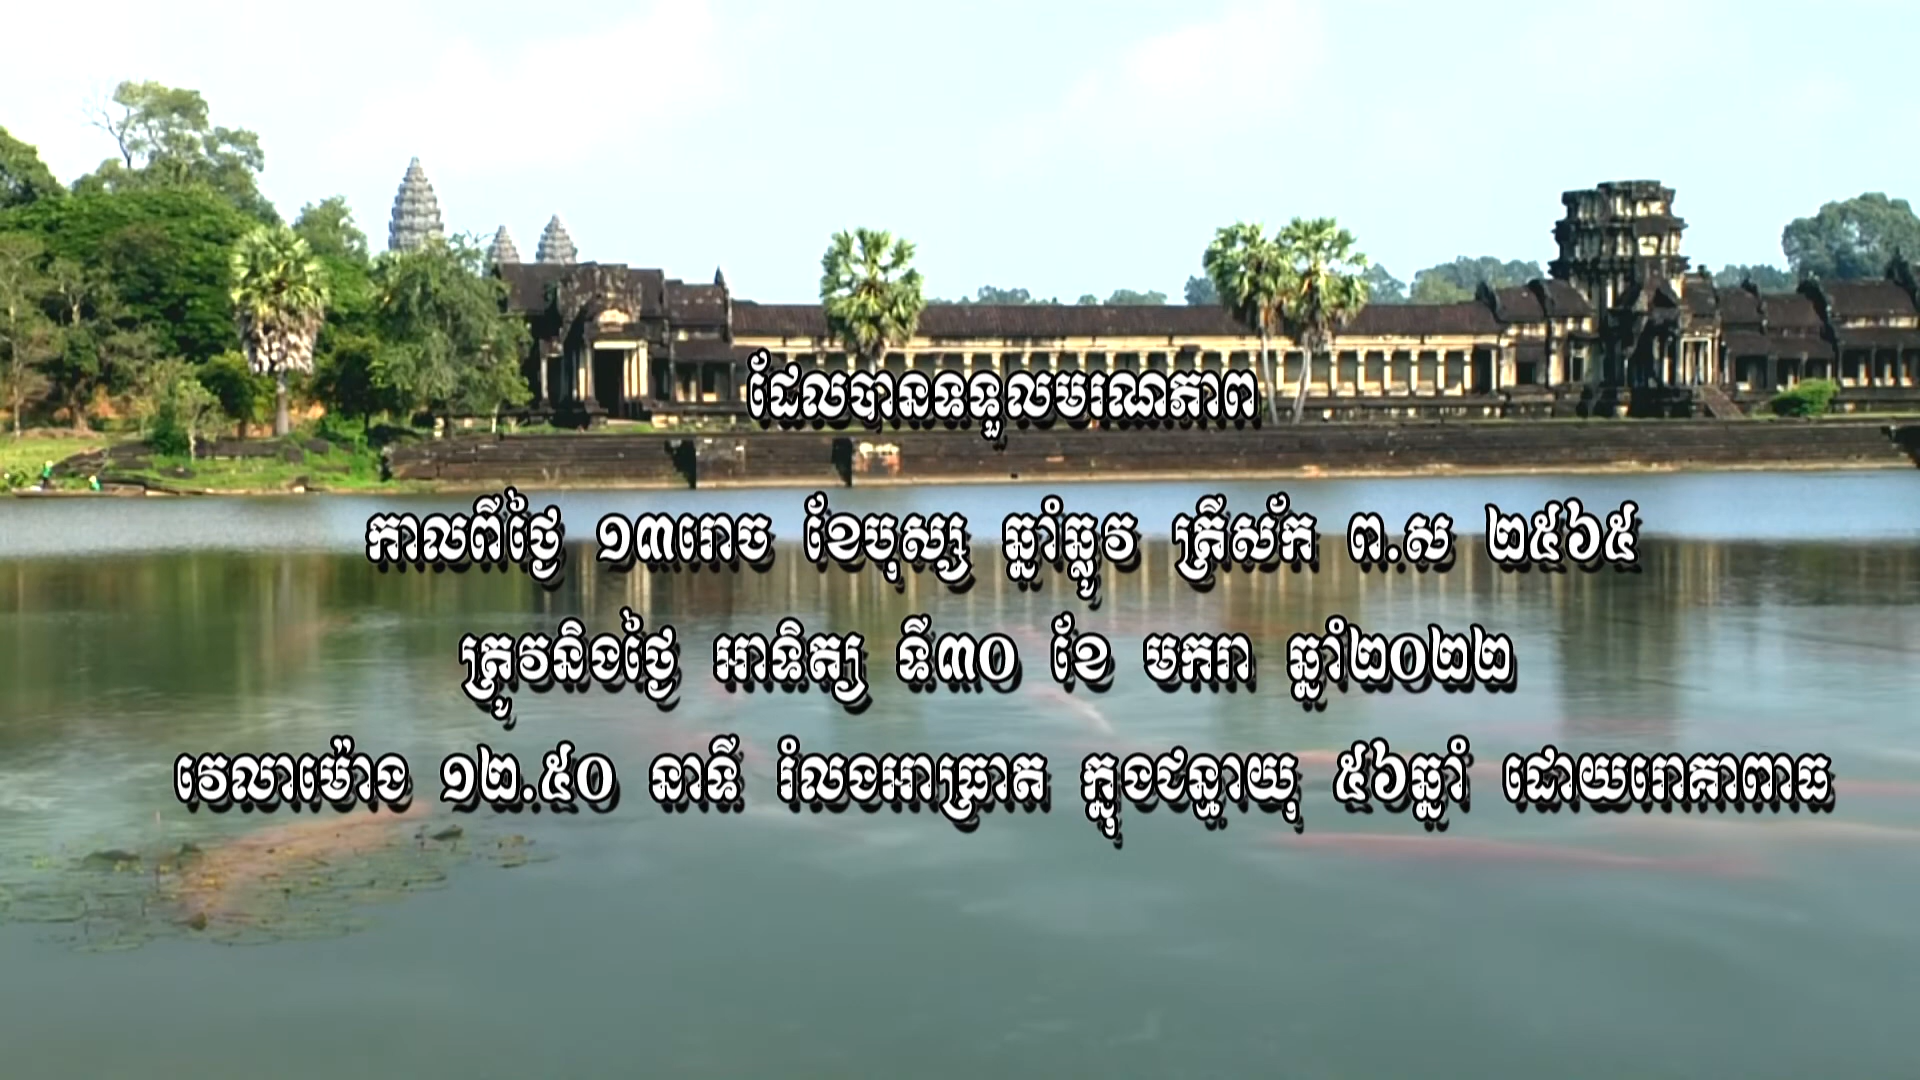 ដែលបានទទួលមរណភាព
កាលពីថ្ងៃ ១៣រោច ខែបុស្ស ឆ្នាំឆ្លូវ ត្រីស័ក ព.ស ២៥៦៥
ត្រូវនិងថ្ងៃ អាទិត្យ ទី៣០ ខែ មករា ឆ្នាំ២០២២
វេលាម៉ោង ១២.៥០ នាទី រំលងអាធ្រាត ក្នុងជន្មាយុ ៥៦ឆ្នាំ ដោយរោគាពាធ